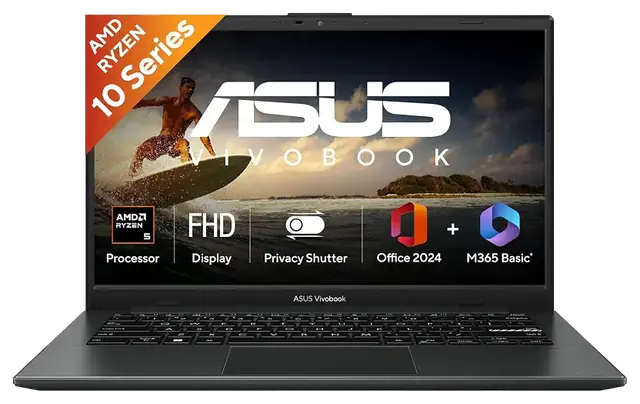 AMD
RYZEN
10 Series
ASUS
VIVOBOOK
AMD
RYZEN
5
FHD
Processor
Display
Privacy Shutter
Office 2024
+
M365 Basic*
ASUS Vivobook